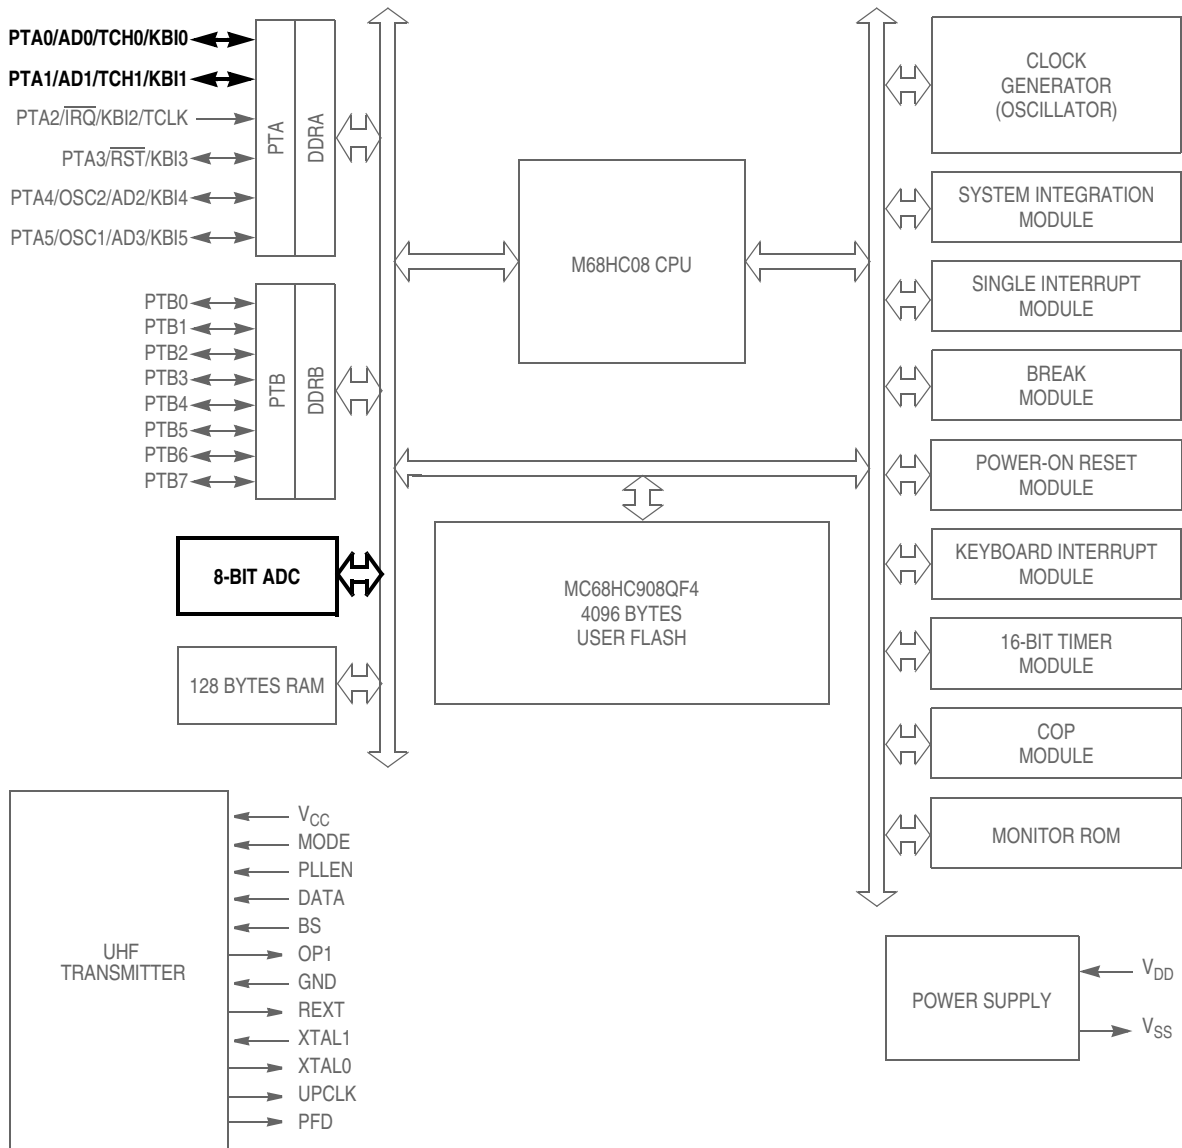 PTA0/AD0/TCH0/KBI0
PTA1/AD1/TCH1/KBI1
PTA2/IRQ/KBI2/TCLK
PTA3/RST/KBI3
PTA4/OSC2/AD2/KBI4
PTA5/OSC1/AD3/KBI5
PTA
DDRA
PTB0
PTB1
PTB2
PTB3
PTB4
PTB5
PTB6
PTB7
PTB
DDRB
8-BIT ADC
128 BYTES RAM
M68HC08 CPU
MC68HC908QF4
4096 BYTES
USER FLASH
CLOCK
GENERATOR
(OSCILLATOR)
SYSTEM INTEGRATION
MODULE
SINGLE INTERRUPT
MODULE
BREAK
MODULE
POWER-ON RESET
MODULE
KEYBOARD INTERRUPT
MODULE
16-BIT TIMER
MODULE
COP
MODULE
MONITOR ROM
UHF
TRANSMITTER
VCC
MODE
PLLEN
DATA
BS
OP1
GND
REXT
XTAL1
XTAL0
UPCLK
PFD
POWER SUPPLY
VDD
VSS